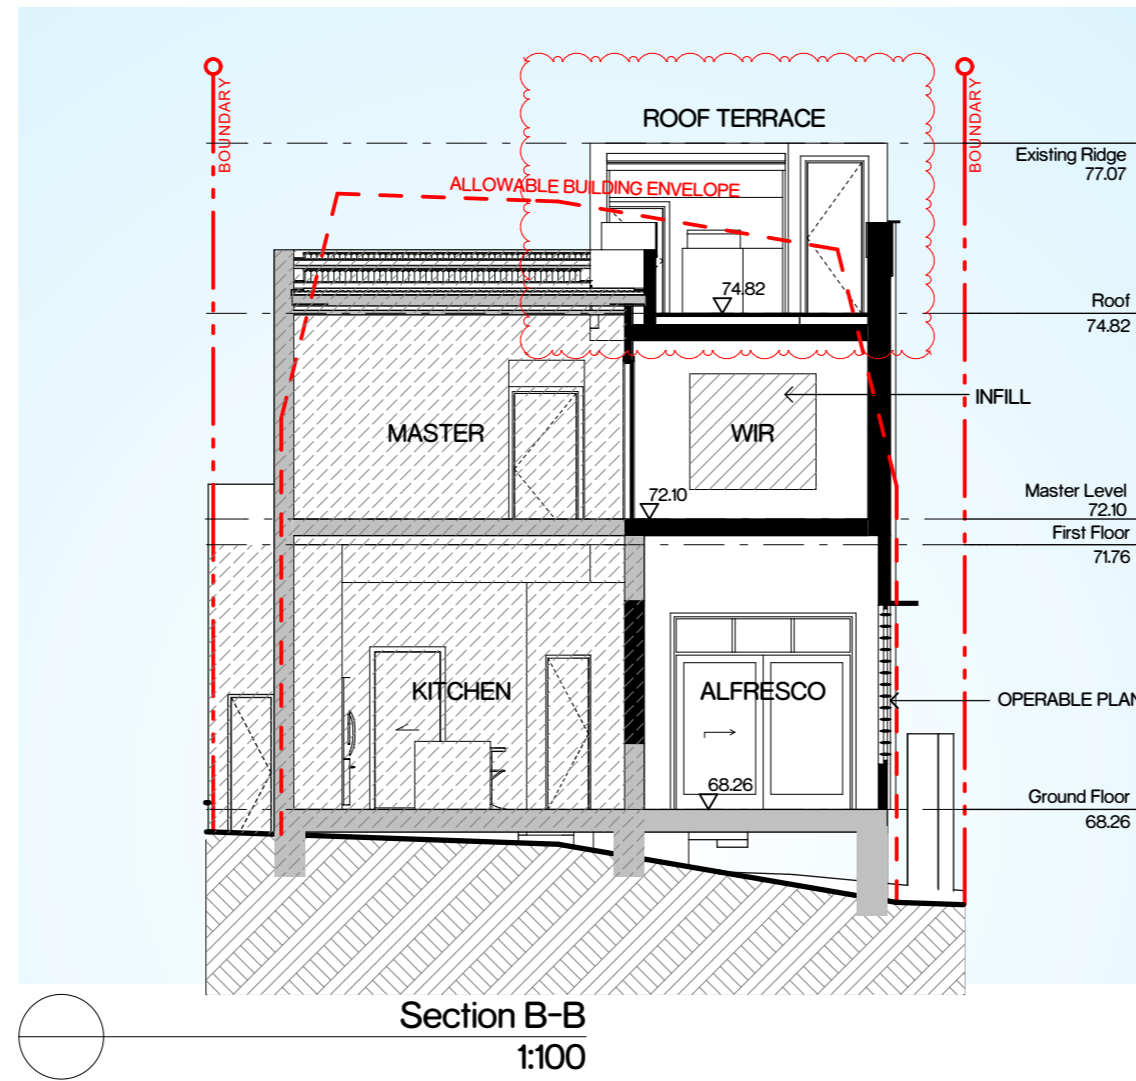 BOUNDARY
BOUNDARY
ROOF TERRACE
Existing Ridge
77.07
ALLOWABLE BUILDING ENVELOPE
74.82
Roof
74.82
INFILL
MASTER
WIR
72.10
Master Level
72.10
First Floor
71.76
KITCHEN
ALFRESCO
OPERABLE PLAN
68.26
Ground Floor
68.26
Section B-B
1:100